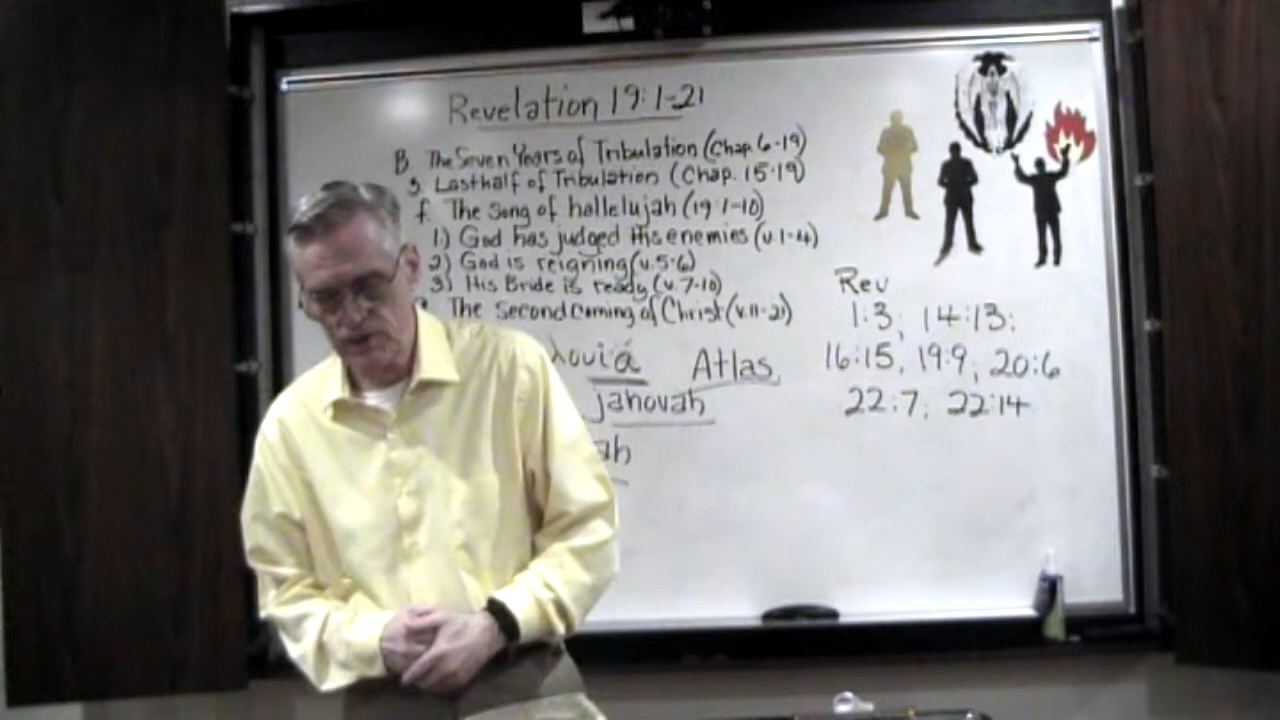 Revelation 19:1-21
B. The Seven Years of Tribulation (Chap. 6-19)
3. Last half of Tribulation (Chap. 15-19)
f. The Song of hallelujah (19:1-10)
1.) God has judged His enemies (v.1-4)
2) God is reigning (v.5-6)
3) His Bride is ready (v.7-10)
The Second Coming of Christ (v.11-21)
Atlas
jahovah
ah
Rev
1:3; 14:13;
16:15, 19:9; 20:6
22:7; 22:14